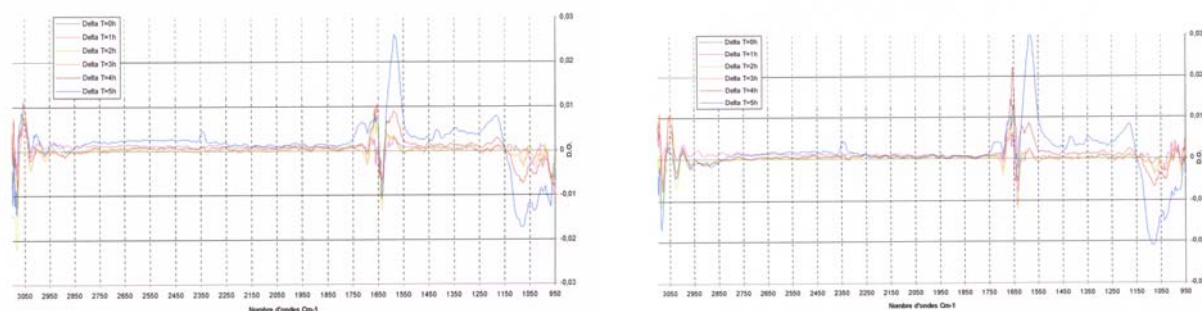 Delta T=0h
Delta T=1h
Delta T=2h
Delta T=3h
Delta T=4h
Delta T=5h
0,03
0,02
0,01
0
-0,01
-0,02
-0,03
3050 2950 2850 2750 2650 2550 2450 2350 2250 2150 2050 1950 1850 1750 1650 1550 1450 1350 1250 1150 1050 950
Nombre d'ondes Cm-1
Delta T=0h
Delta T=1h
Delta T=2h
Delta T=3h
Delta T=4h
Delta T=5h
3050 2950 2850 2750 2650 2550 2450 2350 2250 2150 2050 1950 1850 1750 1650 1550 1450 1350 1250 1150 1050 950
Nombre d'ondes Cm-1